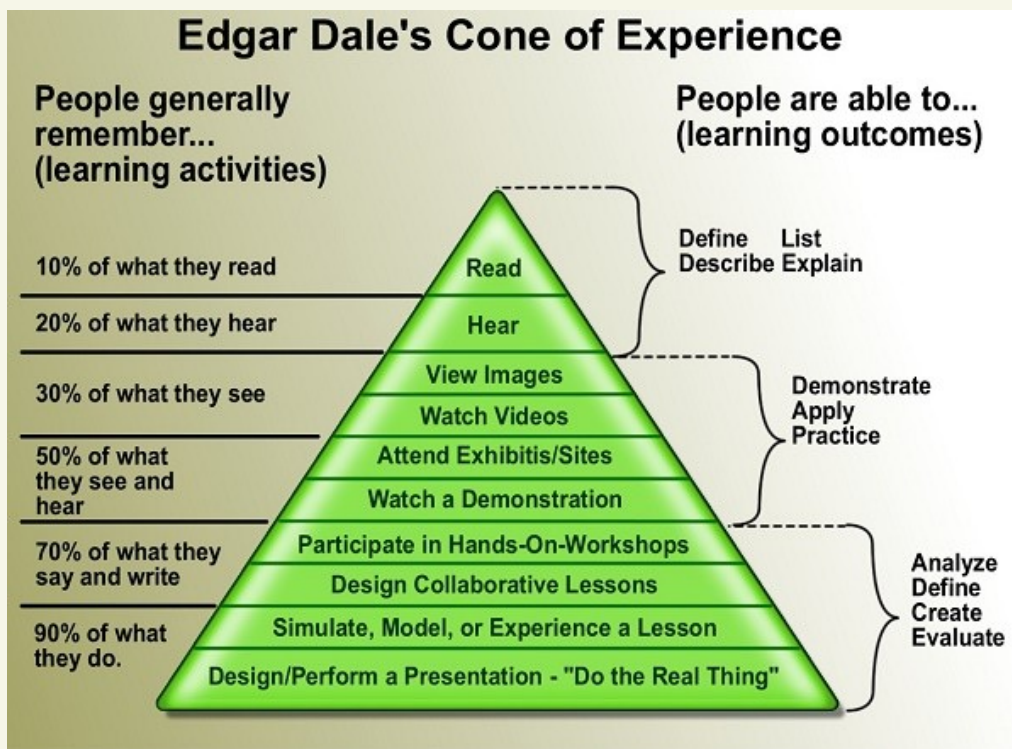 Edgar Dale's Cone of Experience
People generally
remember...
(learning activities)
People are able to...
(learning outcomes)
10% of what they read
20% of what they hear
30% of what they see
50% of what
they see and
hear
70% of what they
say and write
90% of what
they do.
Read
Hear
View Images
Watch Videos
Attend Exhibitis/Sites
Watch a Demonstration
Participate in Hands-On-Workshops
Design Collaborative Lessons
Simulate, Model, or Experience a Lesson
Design/Perform a Presentation - "Do the Real Thing"
Define List
Describe Explain
Demonstrate
Apply
Practice
Analyze
Define
Create
Evaluate